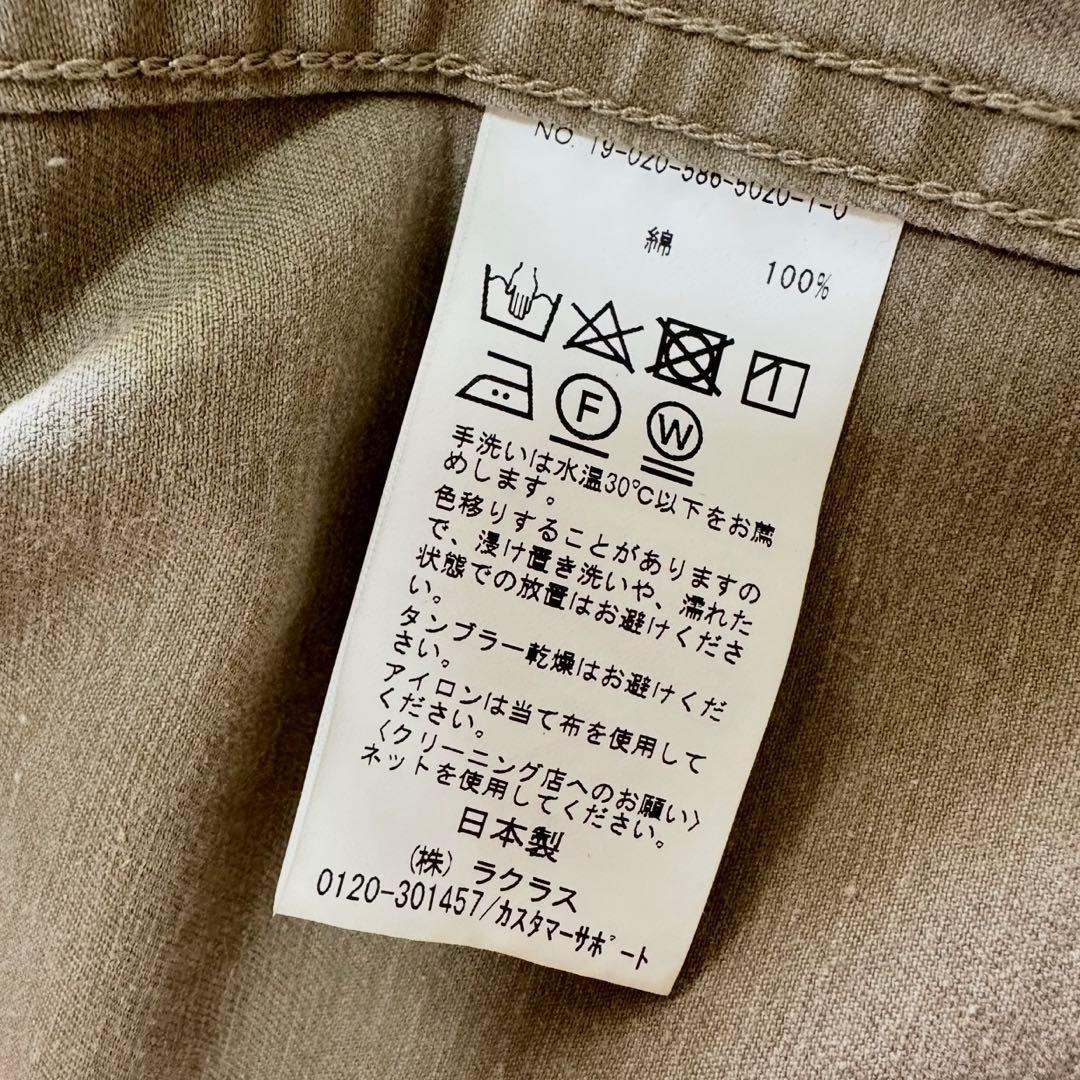 NO. 19-020-586-5020-1-0
綿 100%
F W
手洗いは水温30℃以下をお薦
めします。
色移りすることがありますの
で、浸け置き洗いや、濡れた
状態での放置はお避けくださ
い。
タンブラー乾燥はお避けくだ
さい。
アイロンは当て布を使用して
ください。
〈クリーニング店へのお願い〉
ネットを使用してください。
日本製
(株) ラクラス
0120-301457/カスタマーサポート